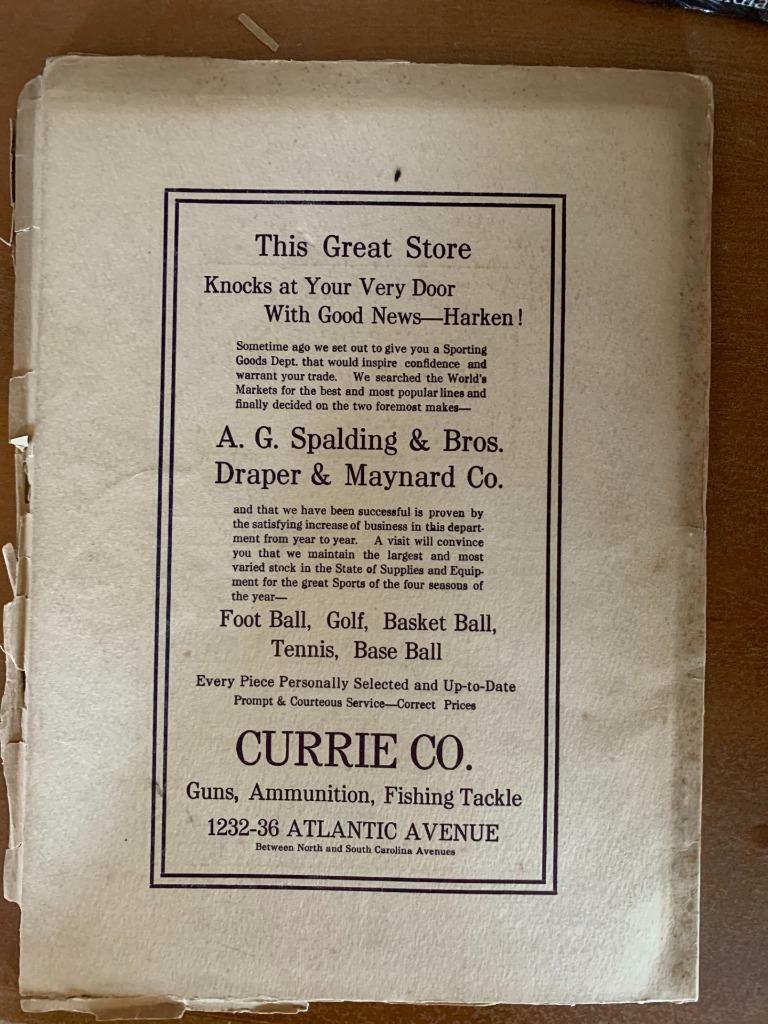 This Great Store
Knocks at Your Very Door
With Good News—Harken!
Sometime ago we set out to give you a Sporting
Goods Dept. that would inspire confidence and
warrant your trade. We searched the World's
Markets for the best and most popular lines and
finally decided on the two foremost makes—
A. G. Spalding & Bros.
Draper & Maynard Co.
and that we have been successful is proven by
the satisfying increase of business in this depart-
ment from year to year. A visit will convince
you that we maintain the largest and most
varied stock in the State of Supplies and Equip-
ment for the great Sports of the four seasons of
the year—
Foot Ball, Golf, Basket Ball,
Tennis, Base Ball
Every Piece Personally Selected and Up-to-Date
Prompt & Courteous Service—Correct Prices
CURRIE CO.
Guns, Ammunition, Fishing Tackle
1232-36 ATLANTIC AVENUE
Between North and South Carolina Avenues